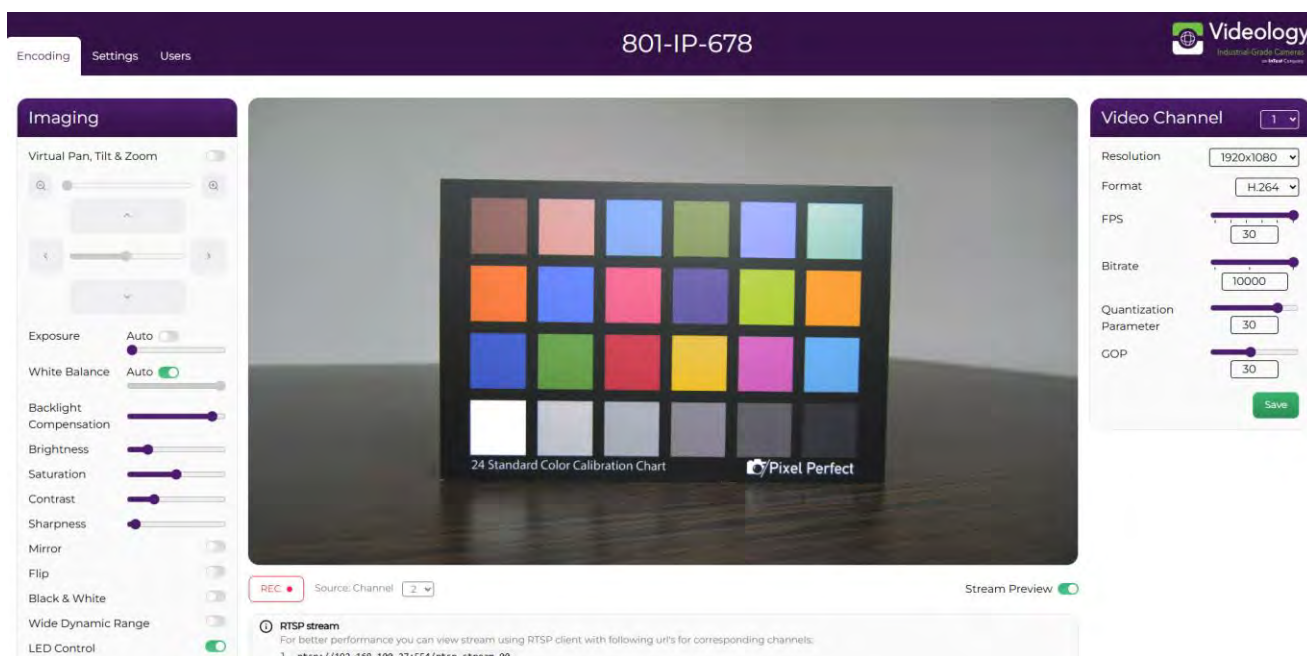 801-IP-678
Videology
Industrial-Grade Cameras
an inTest Company
Encoding Settings Users
Imaging
Virtual Pan, Tilt & Zoom
Exposure Auto
White Balance Auto
Backlight
Compensation
Brightness
Saturation
Contrast
Sharpness
Mirror
Flip
Black & White
Wide Dynamic Range
LED Control
24 Standard Color Calibration Chart
Pixel Perfect
REC
Source: Channel 2
Stream Preview
RTSP stream
For better performance you can view stream using RTSP client with following url's for corresponding channels:
Video Channel 1
Resolution 1920x1080
Format H.264
FPS
30
Bitrate
10000
Quantization
Parameter
30
GOP
30
Save